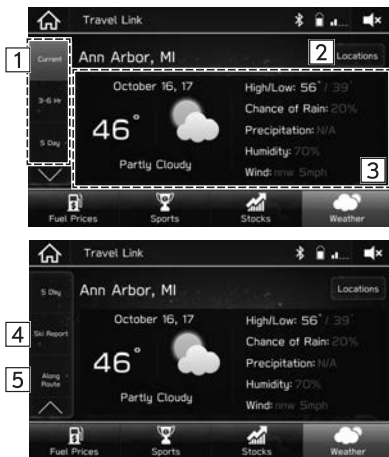 Travel Link
1
Current
Ann Arbor, MI
2
Locations
October 16, 17
High/Low: 56° / 39°
3-6 Hr
Chance of Rain: 20%
46°
Precipitation: N/A
5 Day
Humidity: 70%
Partly Cloudy
Wind: nnw 5mph
3
Fuel Prices
Sports
Stocks
Weather
Travel Link
5 Day
Ann Arbor, MI
Locations
October 16, 17
High/Low: 56° / 39°
4
Ski Report
Chance of Rain: 20%
46°
Precipitation: N/A
5
Along
Route
Humidity: 70%
Partly Cloudy
Wind: nnw 5mph
Fuel Prices
Sports
Stocks
Weather